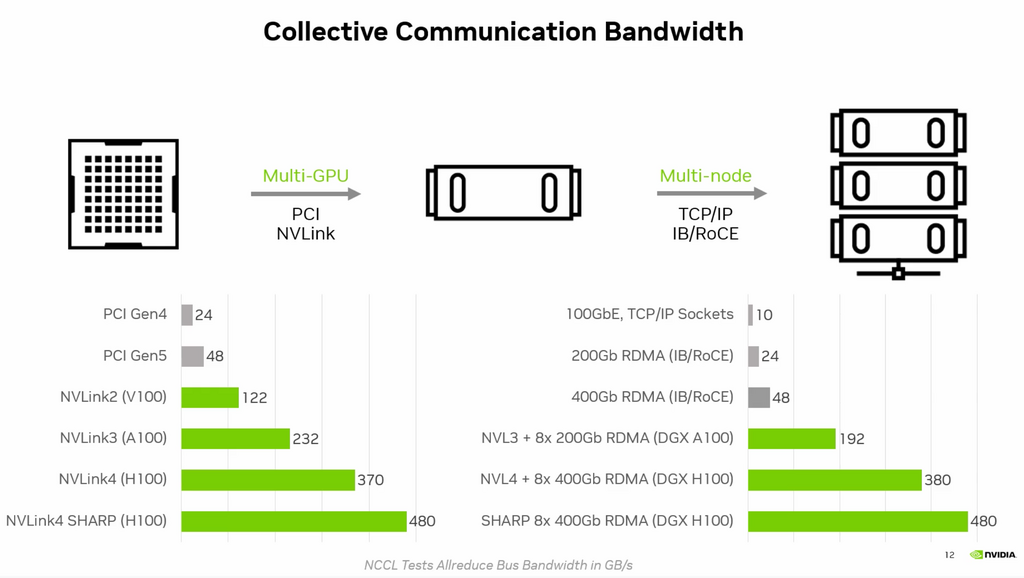 Collective Communication Bandwidth
Multi-GPU
PCI
NVLink
Multi-node
TCP/IP
IB/RoCE
PCI Gen4 24
PCI Gen5 48
NVLink2 (V100) 122
NVLink3 (A100) 232
NVLink4 (H100) 370
NVLink4 SHARP (H100) 480
100GbE, TCP/IP Sockets 10
200Gb RDMA (IB/RoCE) 24
400Gb RDMA (IB/RoCE) 48
NVL3 + 8x 200Gb RDMA (DGX A100) 192
NVL4 + 8x 400Gb RDMA (DGX H100) 380
SHARP 8x 400Gb RDMA (DGX H100) 480
NCCL Tests Allreduce Bus Bandwidth in GB/s
12 NVIDIA.